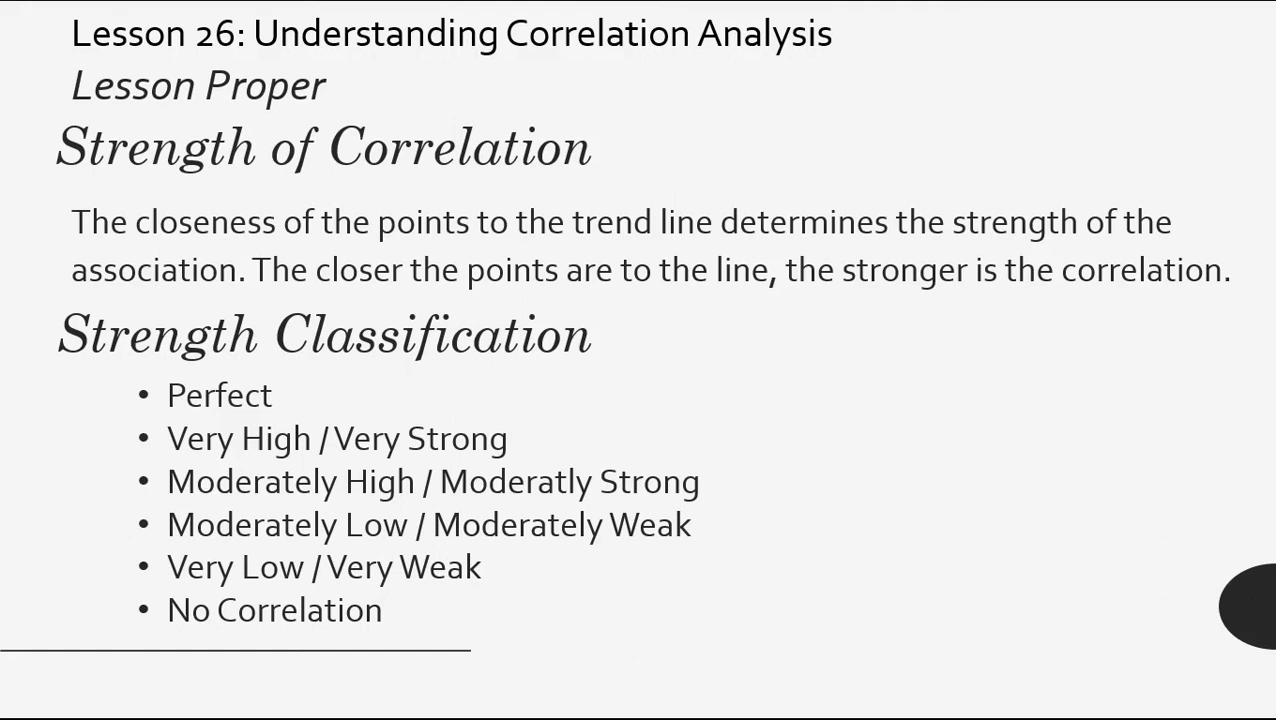 Lesson 26: Understanding Correlation Analysis
Lesson Proper
Strength of Correlation
The closeness of the points to the trend line determines the strength of the
association. The closer the points are to the line, the stronger is the correlation.
Strength Classification
• Perfect
• Very High / Very Strong
• Moderately High / Moderatly Strong
• Moderately Low / Moderately Weak
• Very Low / Very Weak
• No Correlation